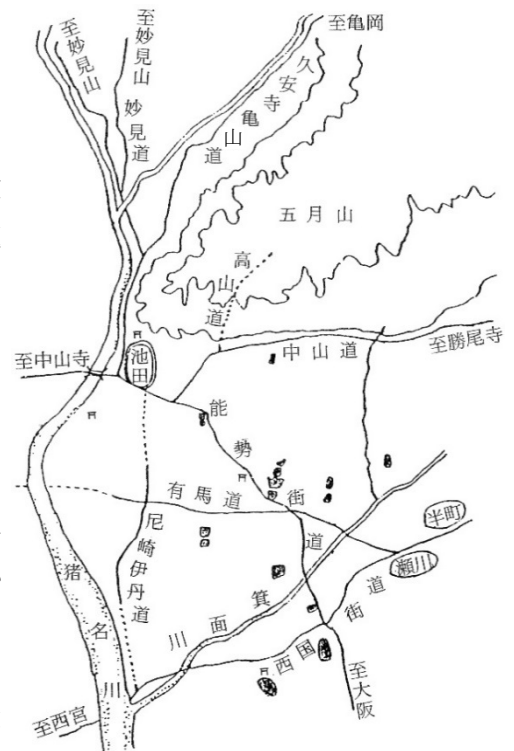 至亀岡
至妙見山
至妙見山
妙見道
久安寺
亀山道
五月山
高山道
至中山寺
池田
中山道
至勝尾寺
能勢街道
有馬道
尼崎伊丹道
半町
瀬川
箕面川
猪名川
西国街道
至大阪
至西宮